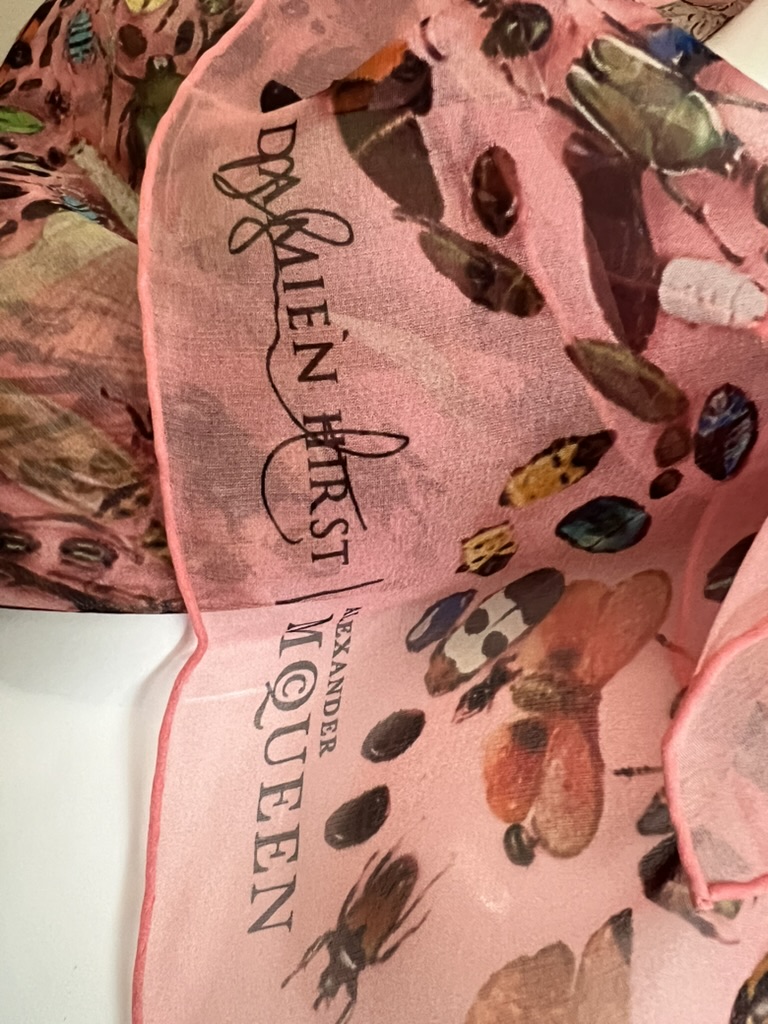 DAMIEN HIRST |
ALEXANDER
MCQUEEN